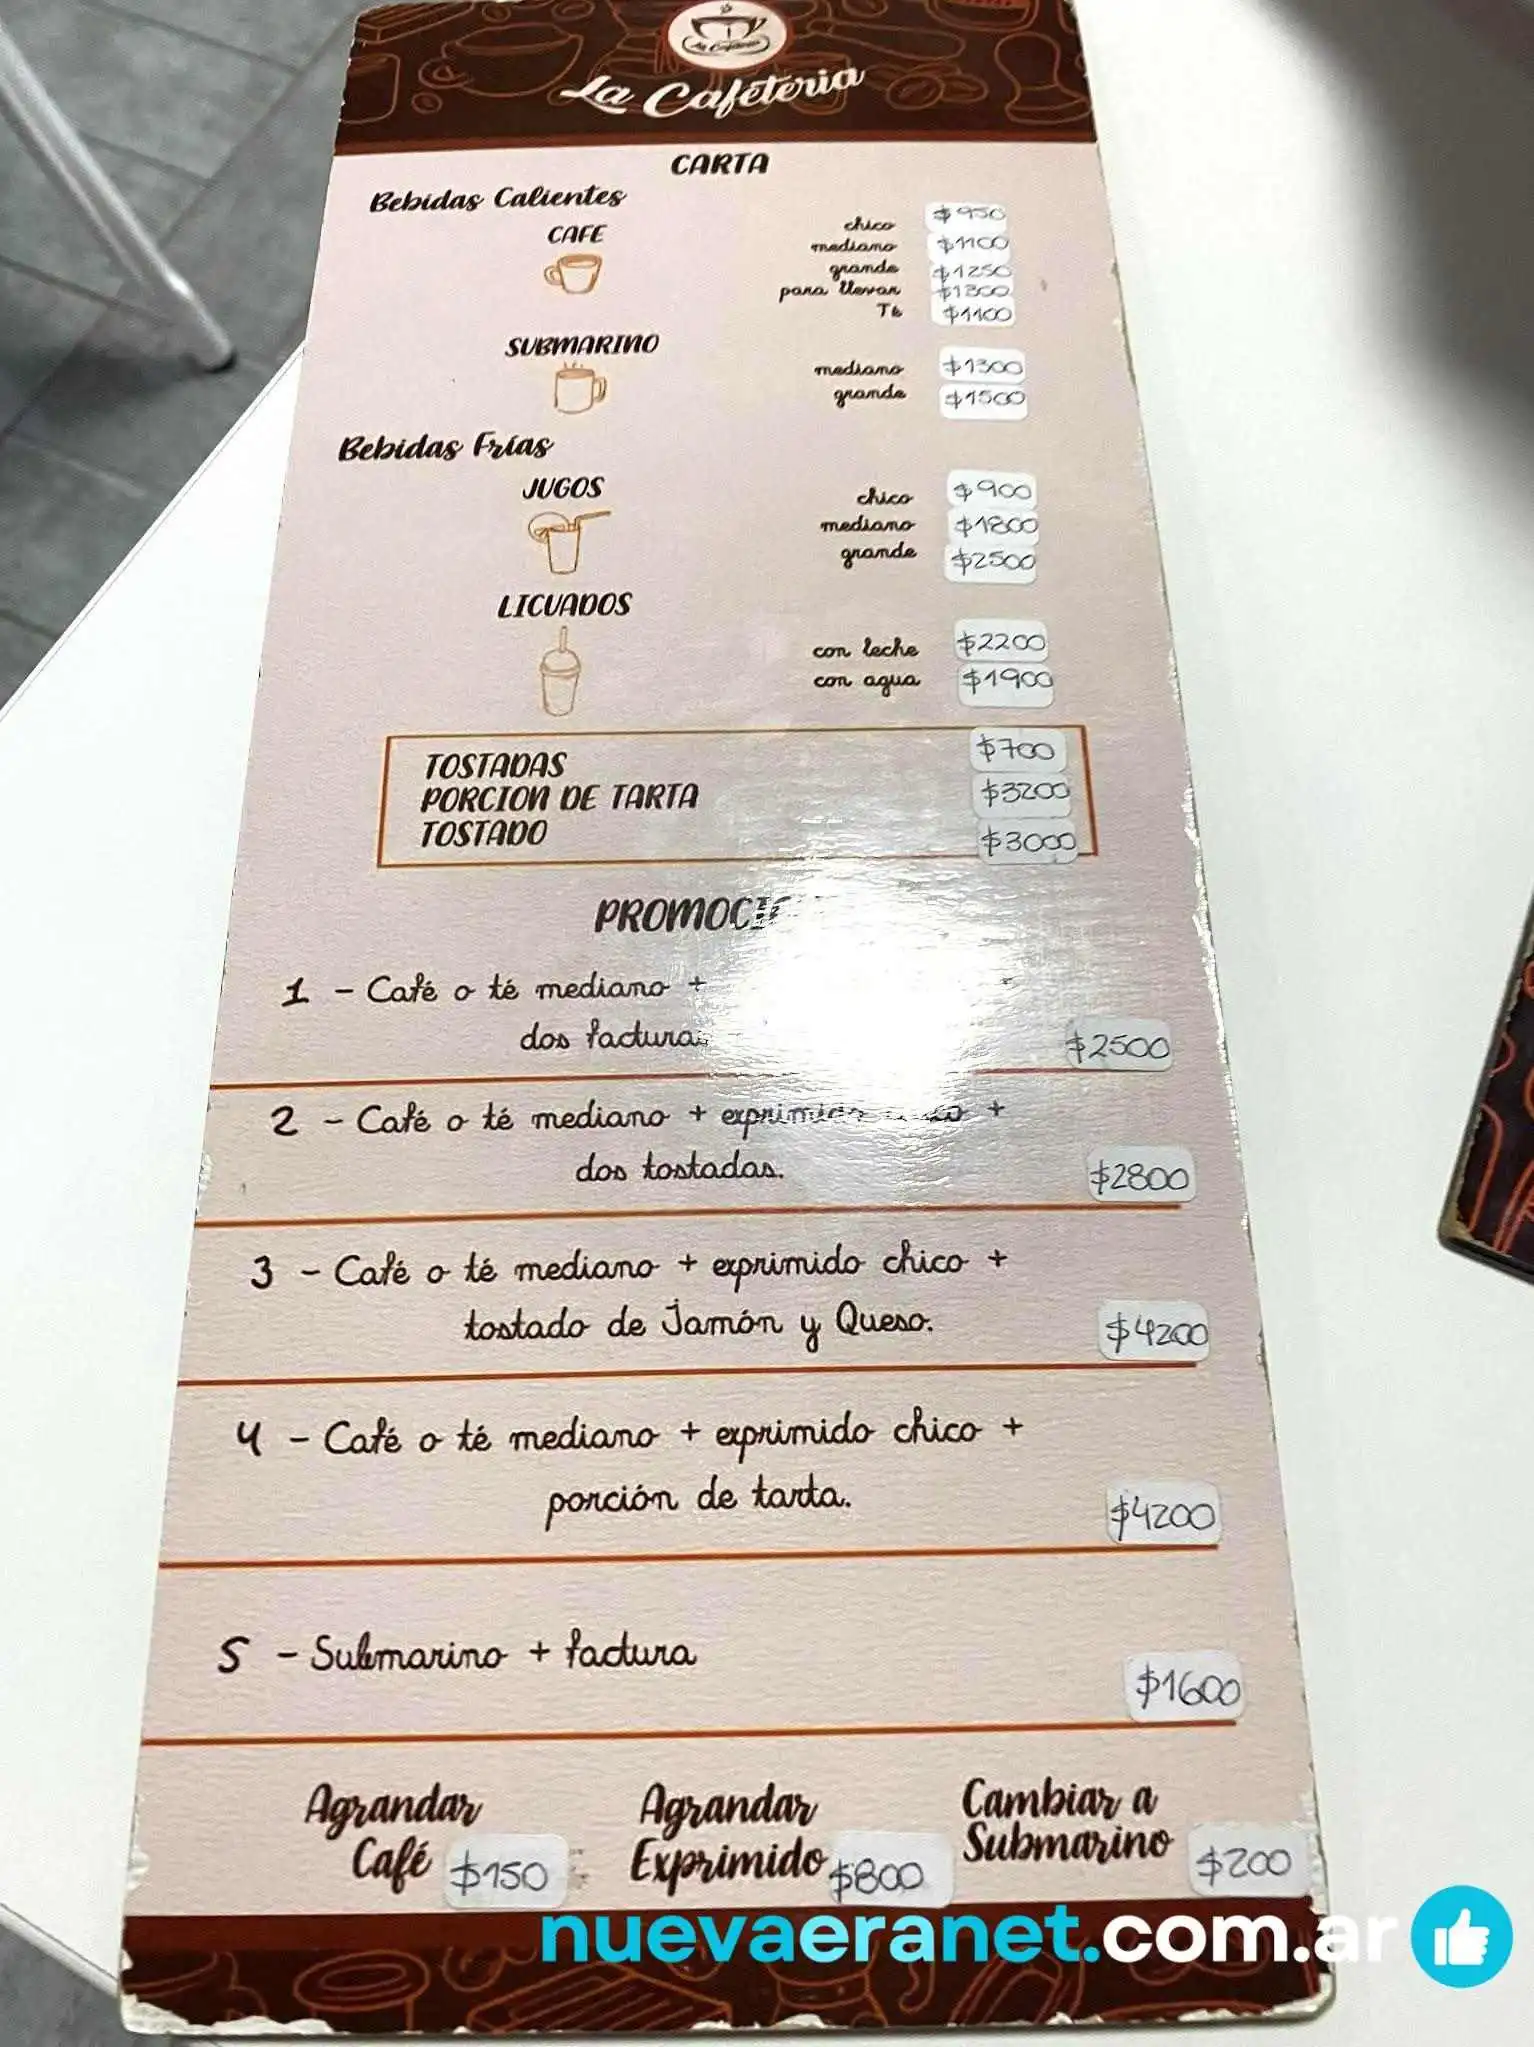 La Cafeteria
CARTA
Bebidas Calientes
CAFE
chico $950
mediano $1100
grande $1250
para llevar $1300
Té $1100
SUBMARINO
mediano $1300
grande $1500
Bebidas Frías
JUGOS
chico $900
mediano $1800
grande $2500
LICUADOS
con leche $2200
con agua $1900
TOSTADAS $700
PORCION DE TARTA $3200
TOSTADO $3000
1 - Café o té mediano +
dos facturas $2500
2 - Café o té mediano + exprimido +
dos tostadas. $2800
3 - Café o té mediano + exprimido chico +
tostado de Jamón y Queso. $4200
4 - Café o té mediano + exprimido chico +
porción de tarta. $4200
5 - Submarino + factura
$1600
Agrandar
Café $150
Agrandar
Exprimido $800
Cambiar a
Submarino $200
nuevaeranet.com.ar